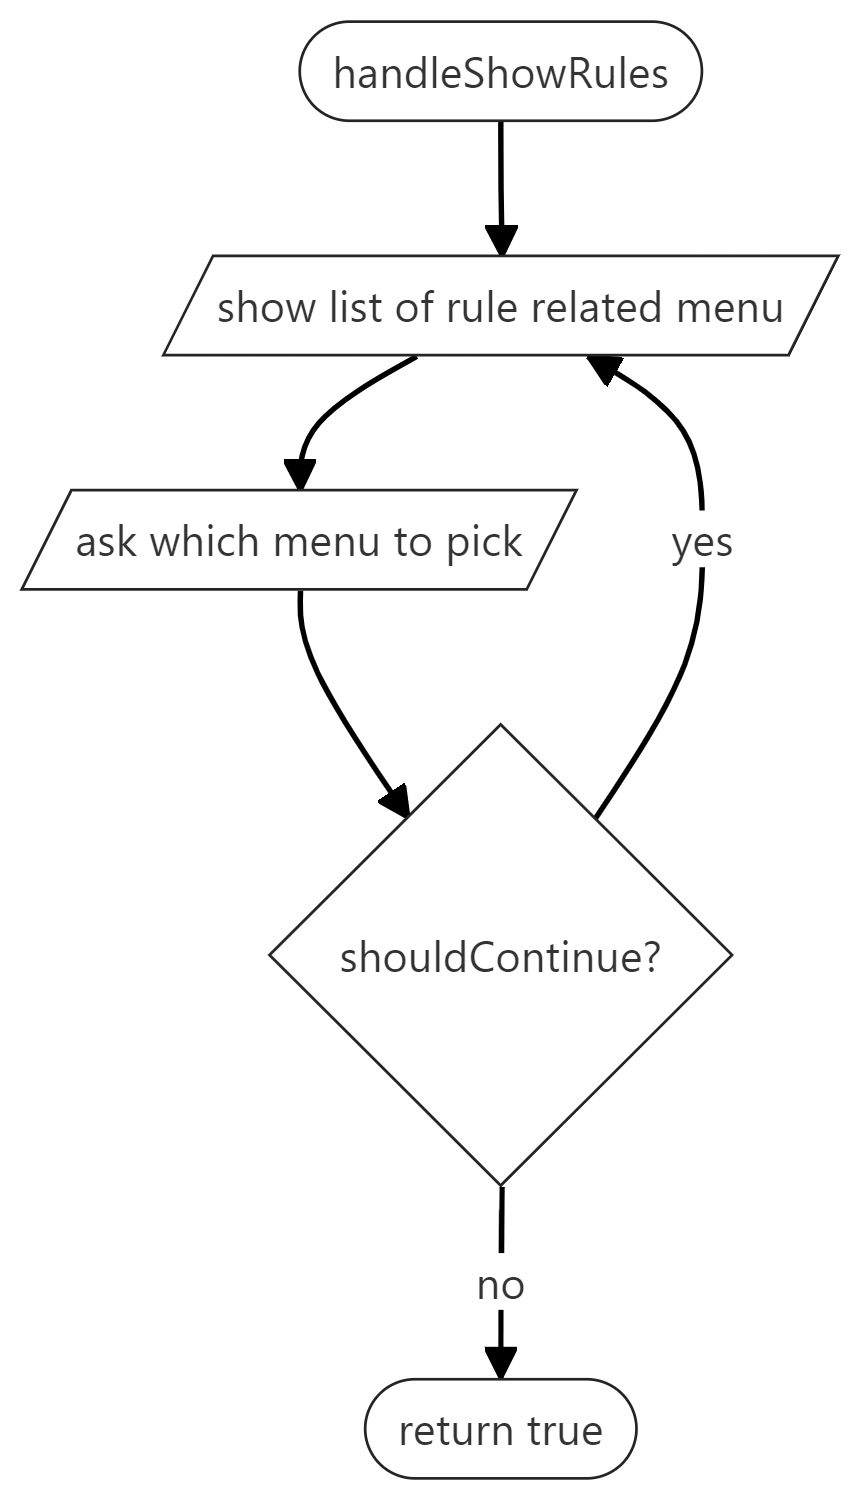 handleShowRules
show list of rule related menu
ask which menu to pick
yes
shouldContinue?
no
return true